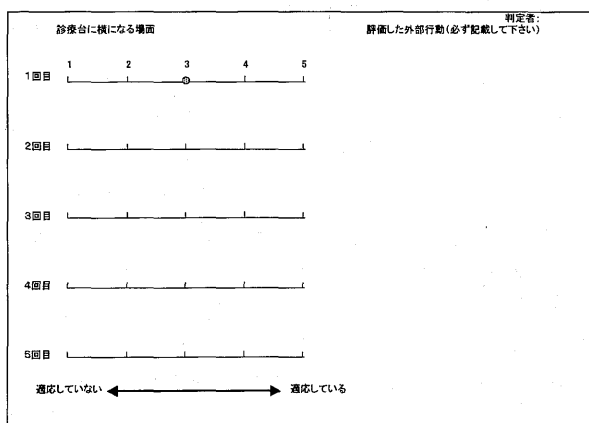 判定者:
診療台に横になる場面 評価した外部行動(必ず記載して下さい)
1 2 3 4 5
1回目
2回目
3回目
4回目
5回目
適応していない 適応している